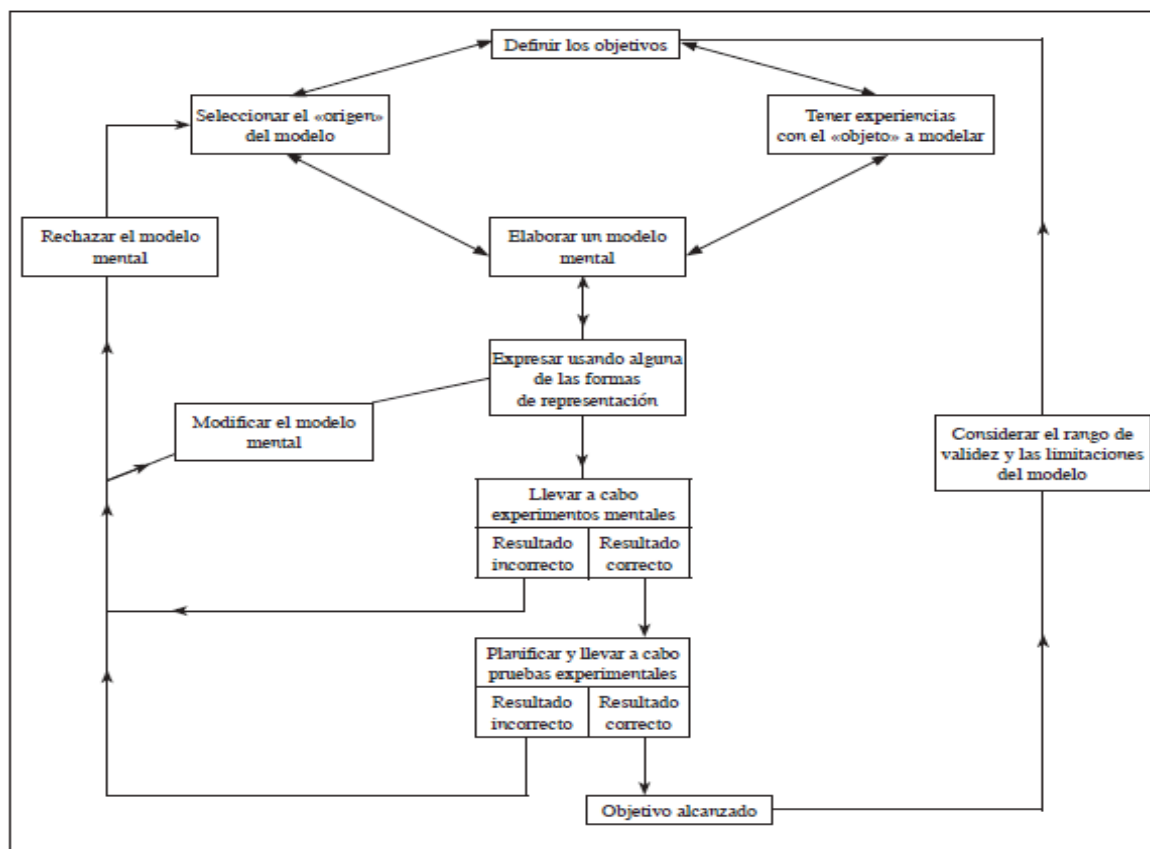 Definir los objetivos
Seleccionar el «origen»
del modelo
Tener experiencias
con el «objeto» a modelar
Rechazar el modelo
mental
Elaborar un modelo
mental
Expresar usando alguna
de las formas
de representación
Modificar el modelo
mental
Considerar el rango de
validez y las limitaciones
del modelo
Llevar a cabo
experimentos mentales
Resultado
incorrecto
Resultado
correcto
Planificar y llevar a cabo
pruebas experimentales
Resultado
incorrecto
Resultado
correcto
Objetivo alcanzado